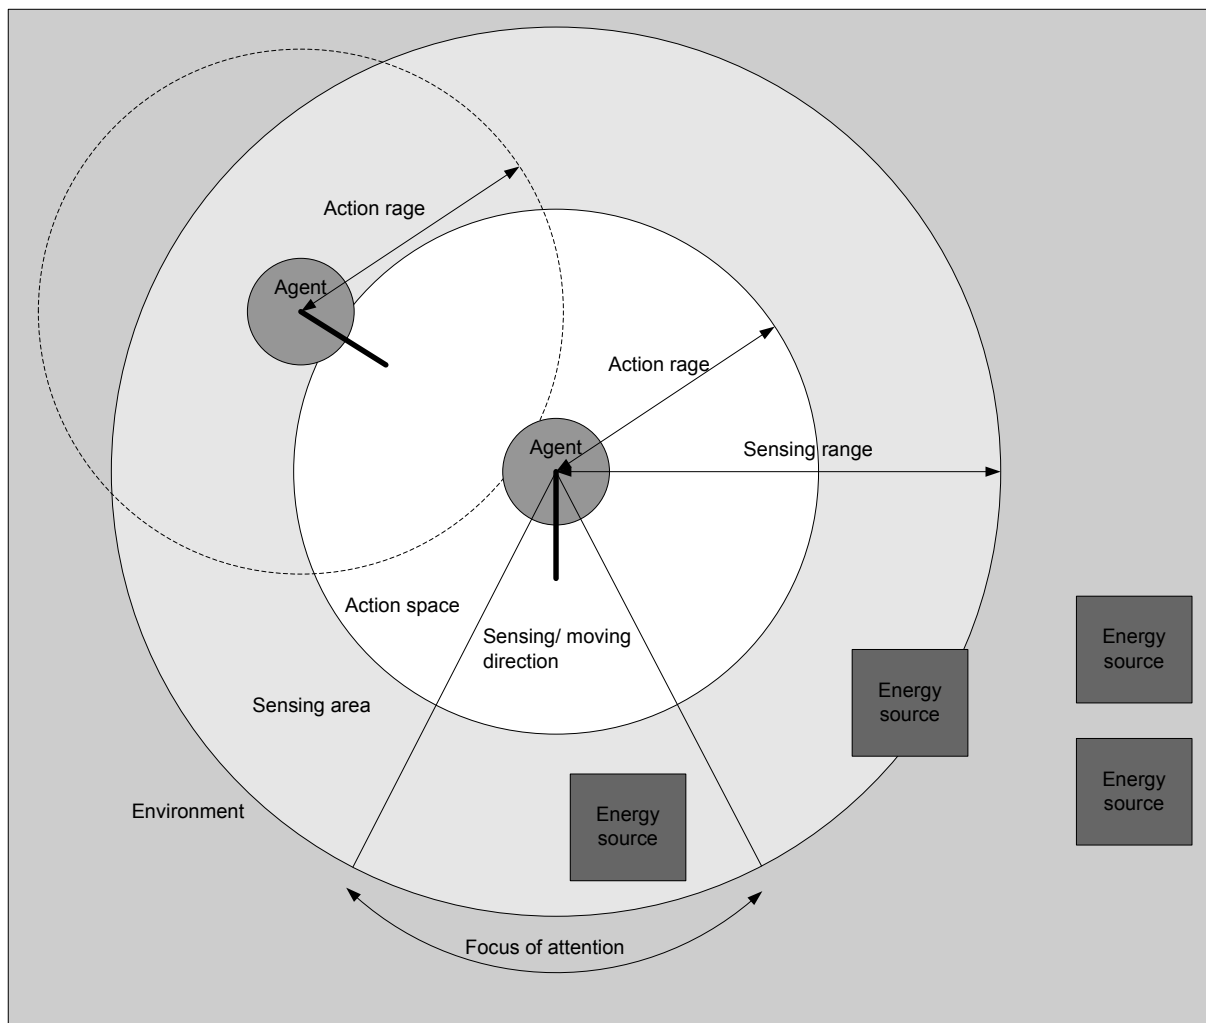 Action rage
Agent
Action rage
Agent
Sensing range
Action space
Sensing/ moving
direction
Energy
source
Energy
source
Sensing area
Energy
source
Environment
Energy
source
Focus of attention